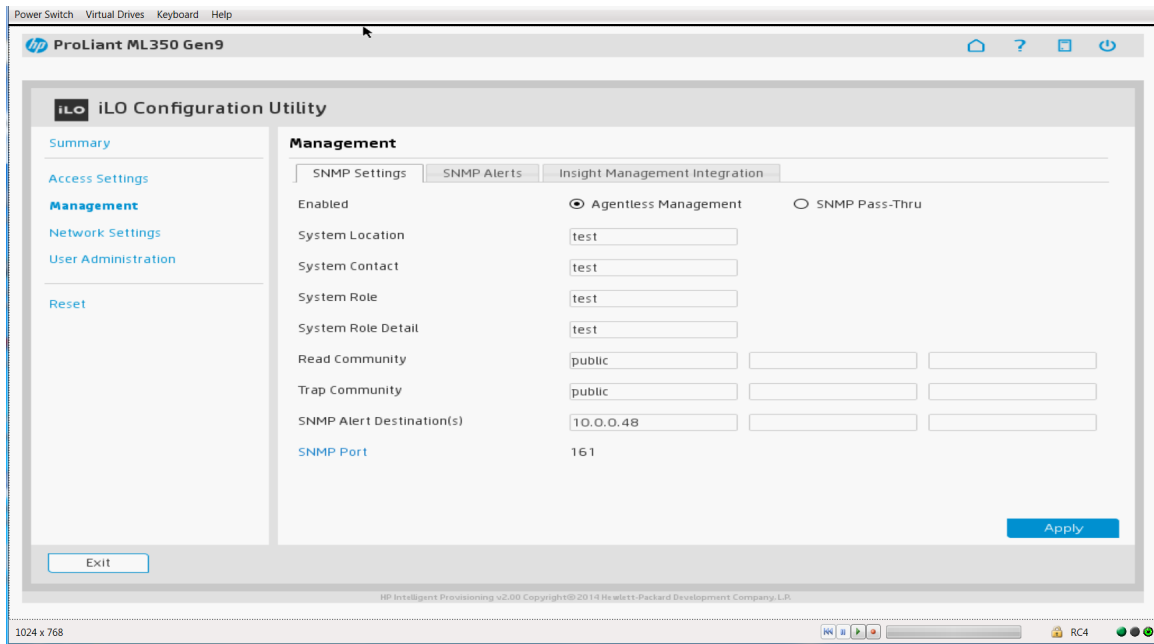 Power Switch Virtual Drives Keyboard Help
hp ProLiant ML350 Gen9
?
iLO iLO Configuration Utility
Summary
Access Settings
Management
Network Settings
User Administration
Reset
Management
SNMP Settings SNMP Alerts Insight Management Integration
Enabled Agentless Management SNMP Pass-Thru
System Location test
System Contact test
System Role test
System Role Detail test
Read Community public
Trap Community public
SNMP Alert Destination(s) 10.0.0.48
SNMP Port 161
Apply
Exit
HP Intelligent Provisioning v2.00 Copyright©2014 Hewlett-Packard Development Company, L.P.
1024 x 768 RC4